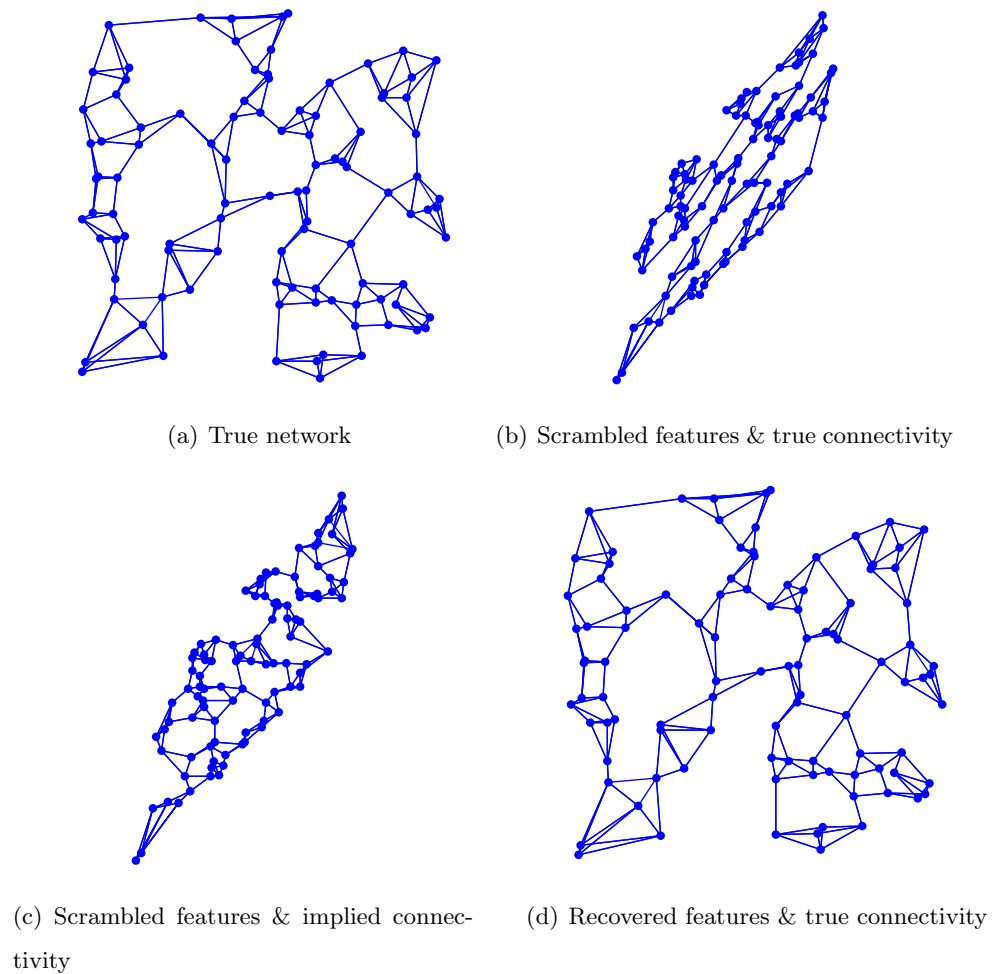 (a) True network
(b) Scrambled features & true connectivity
(c) Scrambled features & implied connec-
tivity
(d) Recovered features & true connectivity